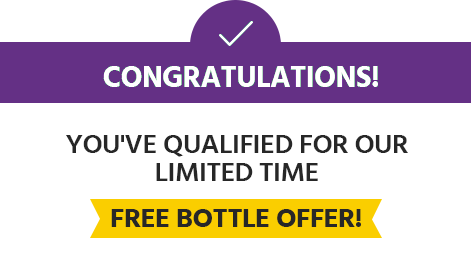 CONGRATULATIONS!
YOU'VE QUALIFIED FOR OUR
LIMITED TIME
FREE BOTTLE OFFER!